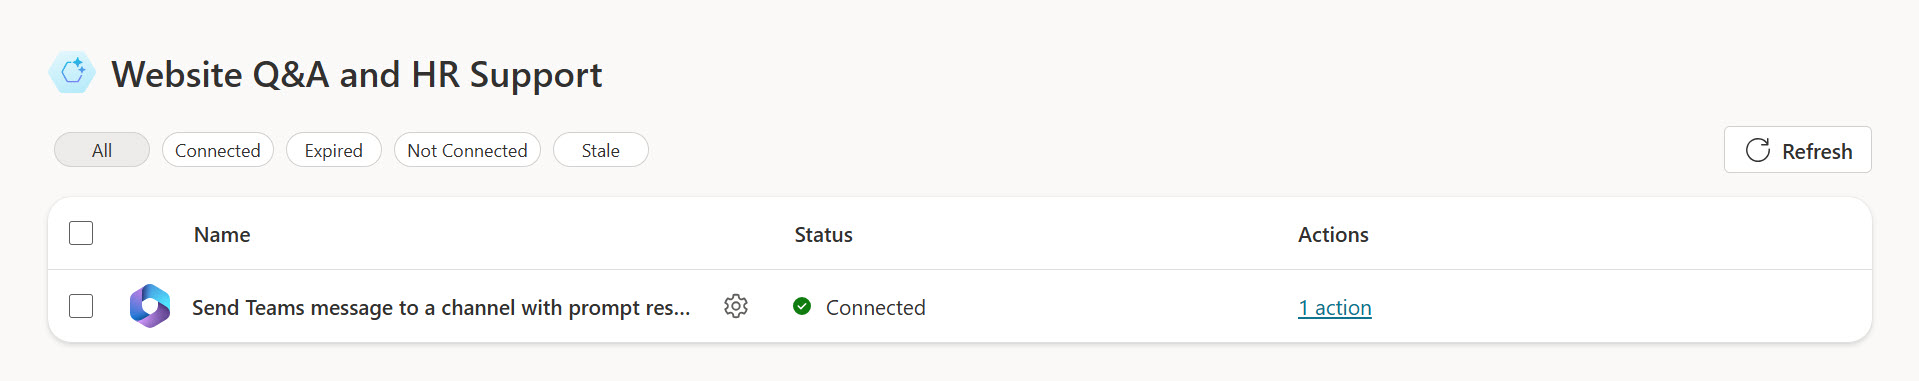 Website Q&A and HR Support
All Connected Expired Not Connected Stale Refresh
Name Status Actions
Send Teams message to a channel with prompt res... Connected 1 action